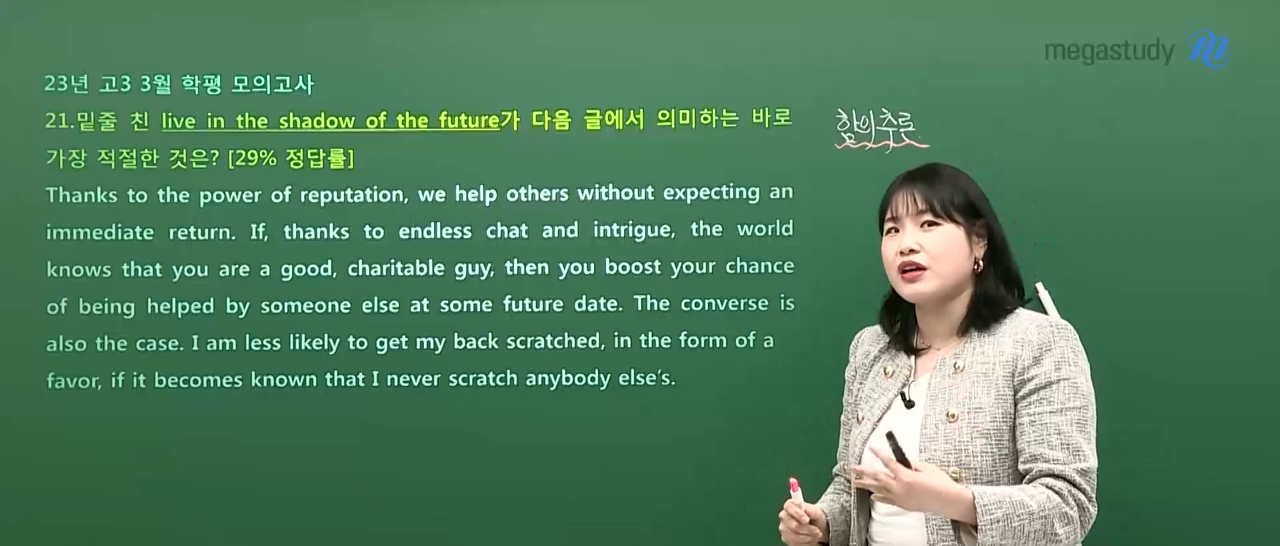 megastudy
23년 고3 3월 학평 모의고사
21.밑줄 친 live in the shadow of the future가 다음 글에서 의미하는 바로
가장 적절한 것은? [29% 정답률]
함의추론
Thanks to the power of reputation, we help others without expecting an
immediate return. If, thanks to endless chat and intrigue, the world
knows that you are a good, charitable guy, then you boost your chance
of being helped by someone else at some future date. The converse is
also the case. I am less likely to get my back scratched, in the form of a
favor, if it becomes known that I never scratch anybody else's.